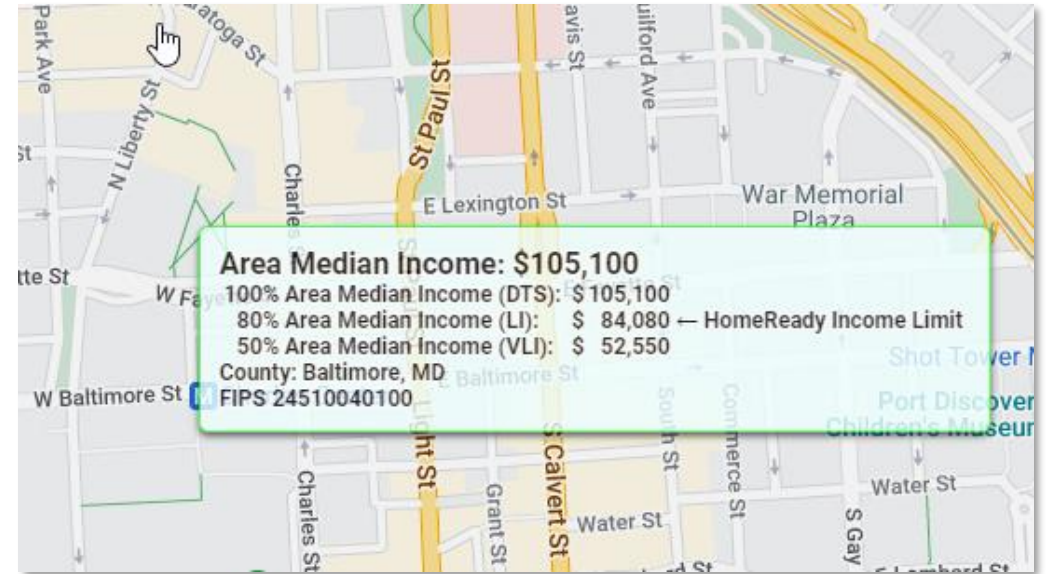 Park Ave
Saratoga St
avis St
uilford Ave
St Paul St
N Liberty St
St
Charles
E Lexington St
War Memorial
Plaza
tte St
W Fa
Area Median Income: $105,100
100% Area Median Income (DTS): $105,100
80% Area Median Income (LI): $ 84,080 ← HomeReady Income Limit
50% Area Median Income (VLI): $ 52,550
County: Baltimore, MD
FIPS 24510040100
E Baltimore St
Shot Tower
W Baltimore St
Port Discover
Children's Museum
Light St
South St
Commerce St
S Calvert St
Charles St
Grant St
Water St
Water St
S Gay
E Lombard St